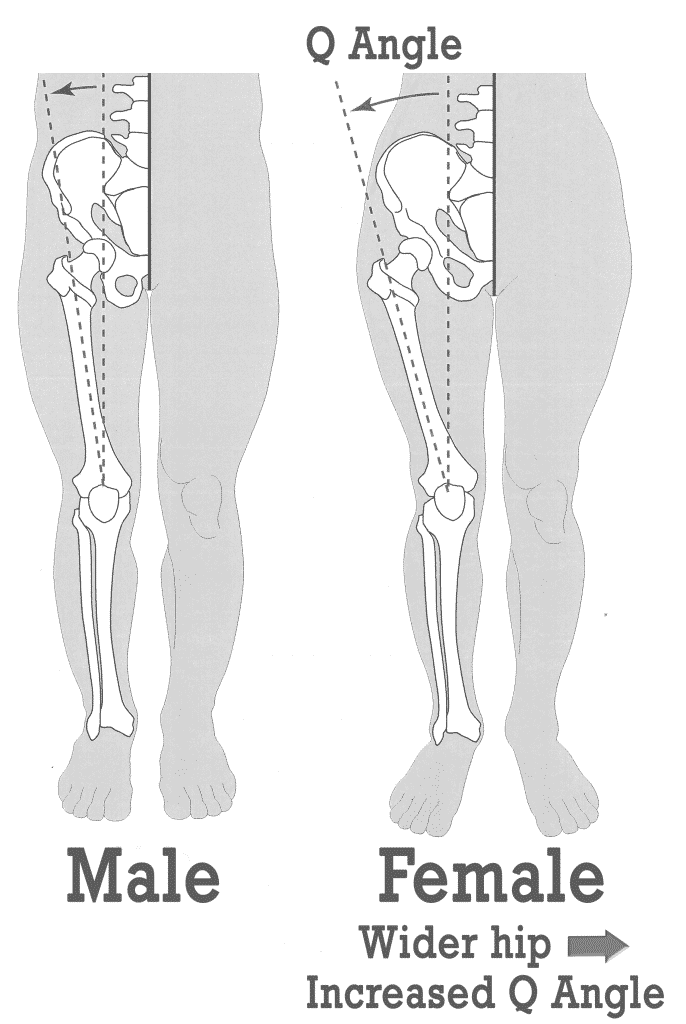 Q Angle
Male
Female
Wider hip
Increased Q Angle